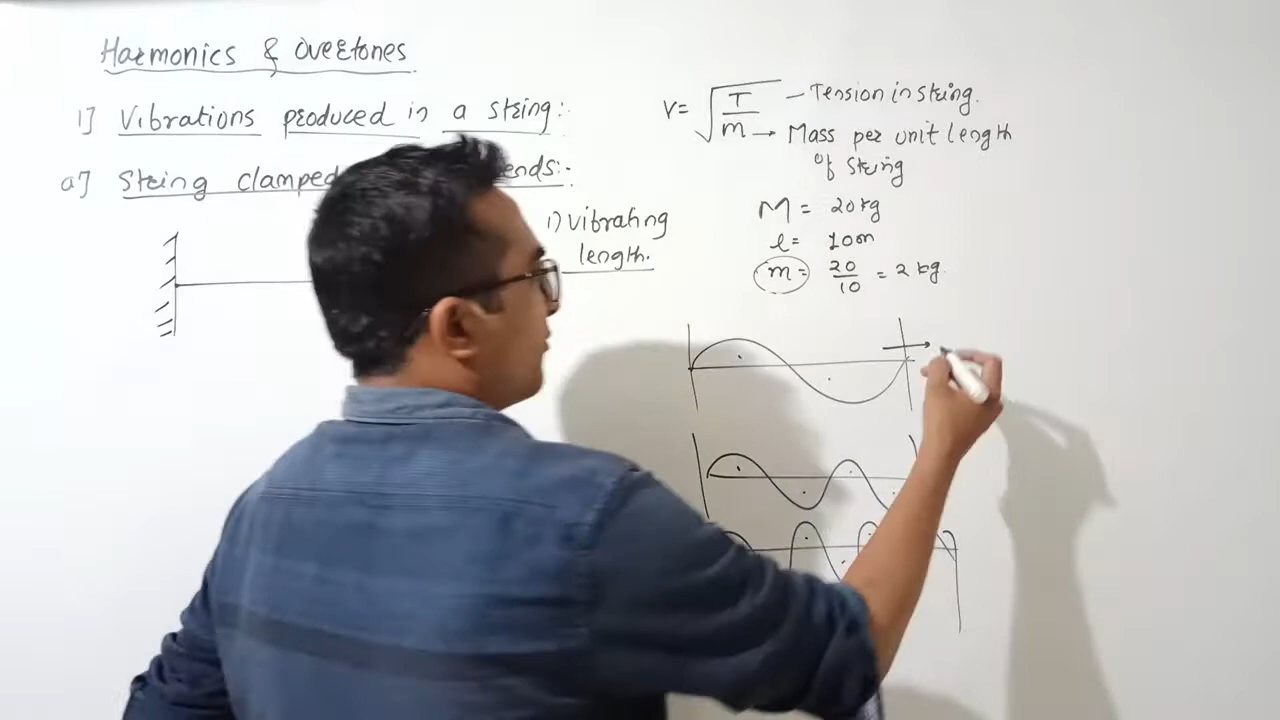 Harmonics & Overtones
1] Vibrations produced in a string:
a] String clamped ends:-
1) Vibrating
length.
v= √T/m – Tension in string.
→ Mass per unit length
of string
M = 20 kg
l = 10m
m = 20/10 = 2 kg.